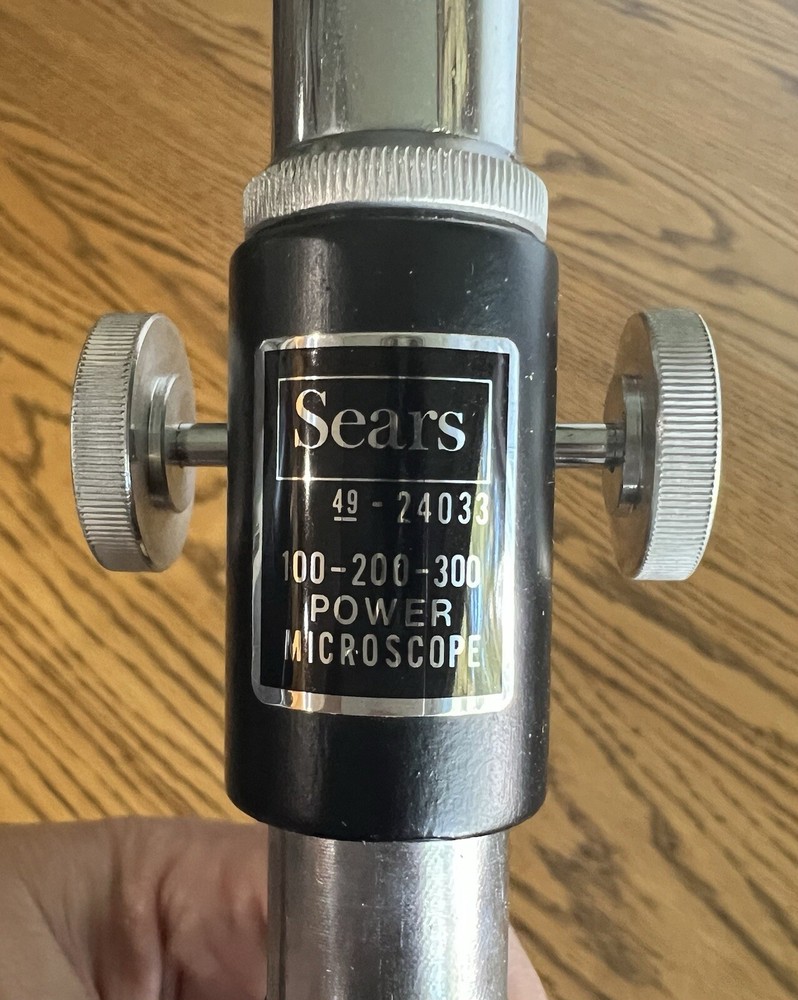 Sears
49 - 24033
100-200-300
POWER
MICROSCOPE